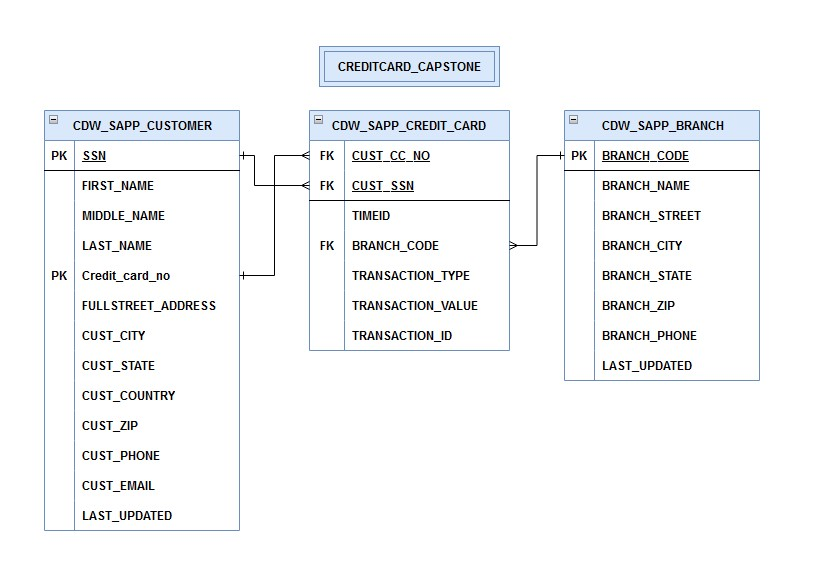 CREDITCARD_CAPSTONE
CDW_SAPP_CUSTOMER
PK SSN
FIRST_NAME
MIDDLE_NAME
LAST_NAME
PK Credit_card_no
FULLSTREET_ADDRESS
CUST_CITY
CUST_STATE
CUST_COUNTRY
CUST_ZIP
CUST_PHONE
CUST_EMAIL
LAST_UPDATED
CDW_SAPP_CREDIT_CARD
FK CUST_CC_NO
FK CUST_SSN
TIMEID
FK BRANCH_CODE
TRANSACTION_TYPE
TRANSACTION_VALUE
TRANSACTION_ID
CDW_SAPP_BRANCH
PK BRANCH_CODE
BRANCH_NAME
BRANCH_STREET
BRANCH_CITY
BRANCH_STATE
BRANCH_ZIP
BRANCH_PHONE
LAST_UPDATED